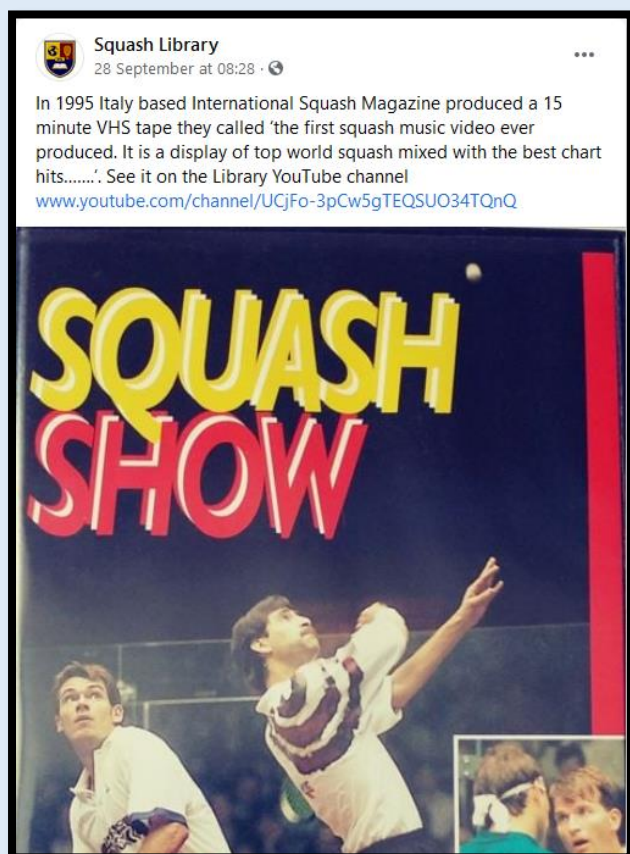 Squash Library
28 September at 08:28 ·
In 1995 Italy based International Squash Magazine produced a 15
minute VHS tape they called ‘the first squash music video ever
produced. It is a display of top world squash mixed with the best chart
hits.......’. See it on the Library YouTube channel
www.youtube.com/channel/UCjFo-3pCw5gTEQSUO34TQnQ
SQUASH
SHOW